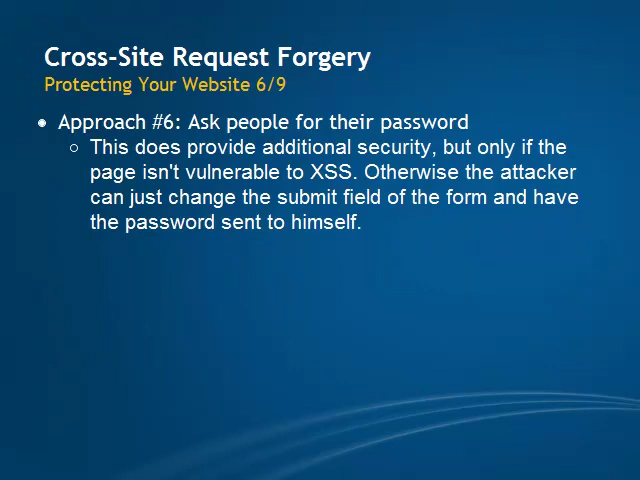 Cross-Site Request Forgery
Protecting Your Website 6/9
Approach #6: Ask people for their password
This does provide additional security, but only if the
page isn't vulnerable to XSS. Otherwise the attacker
can just change the submit field of the form and have
the password sent to himself.